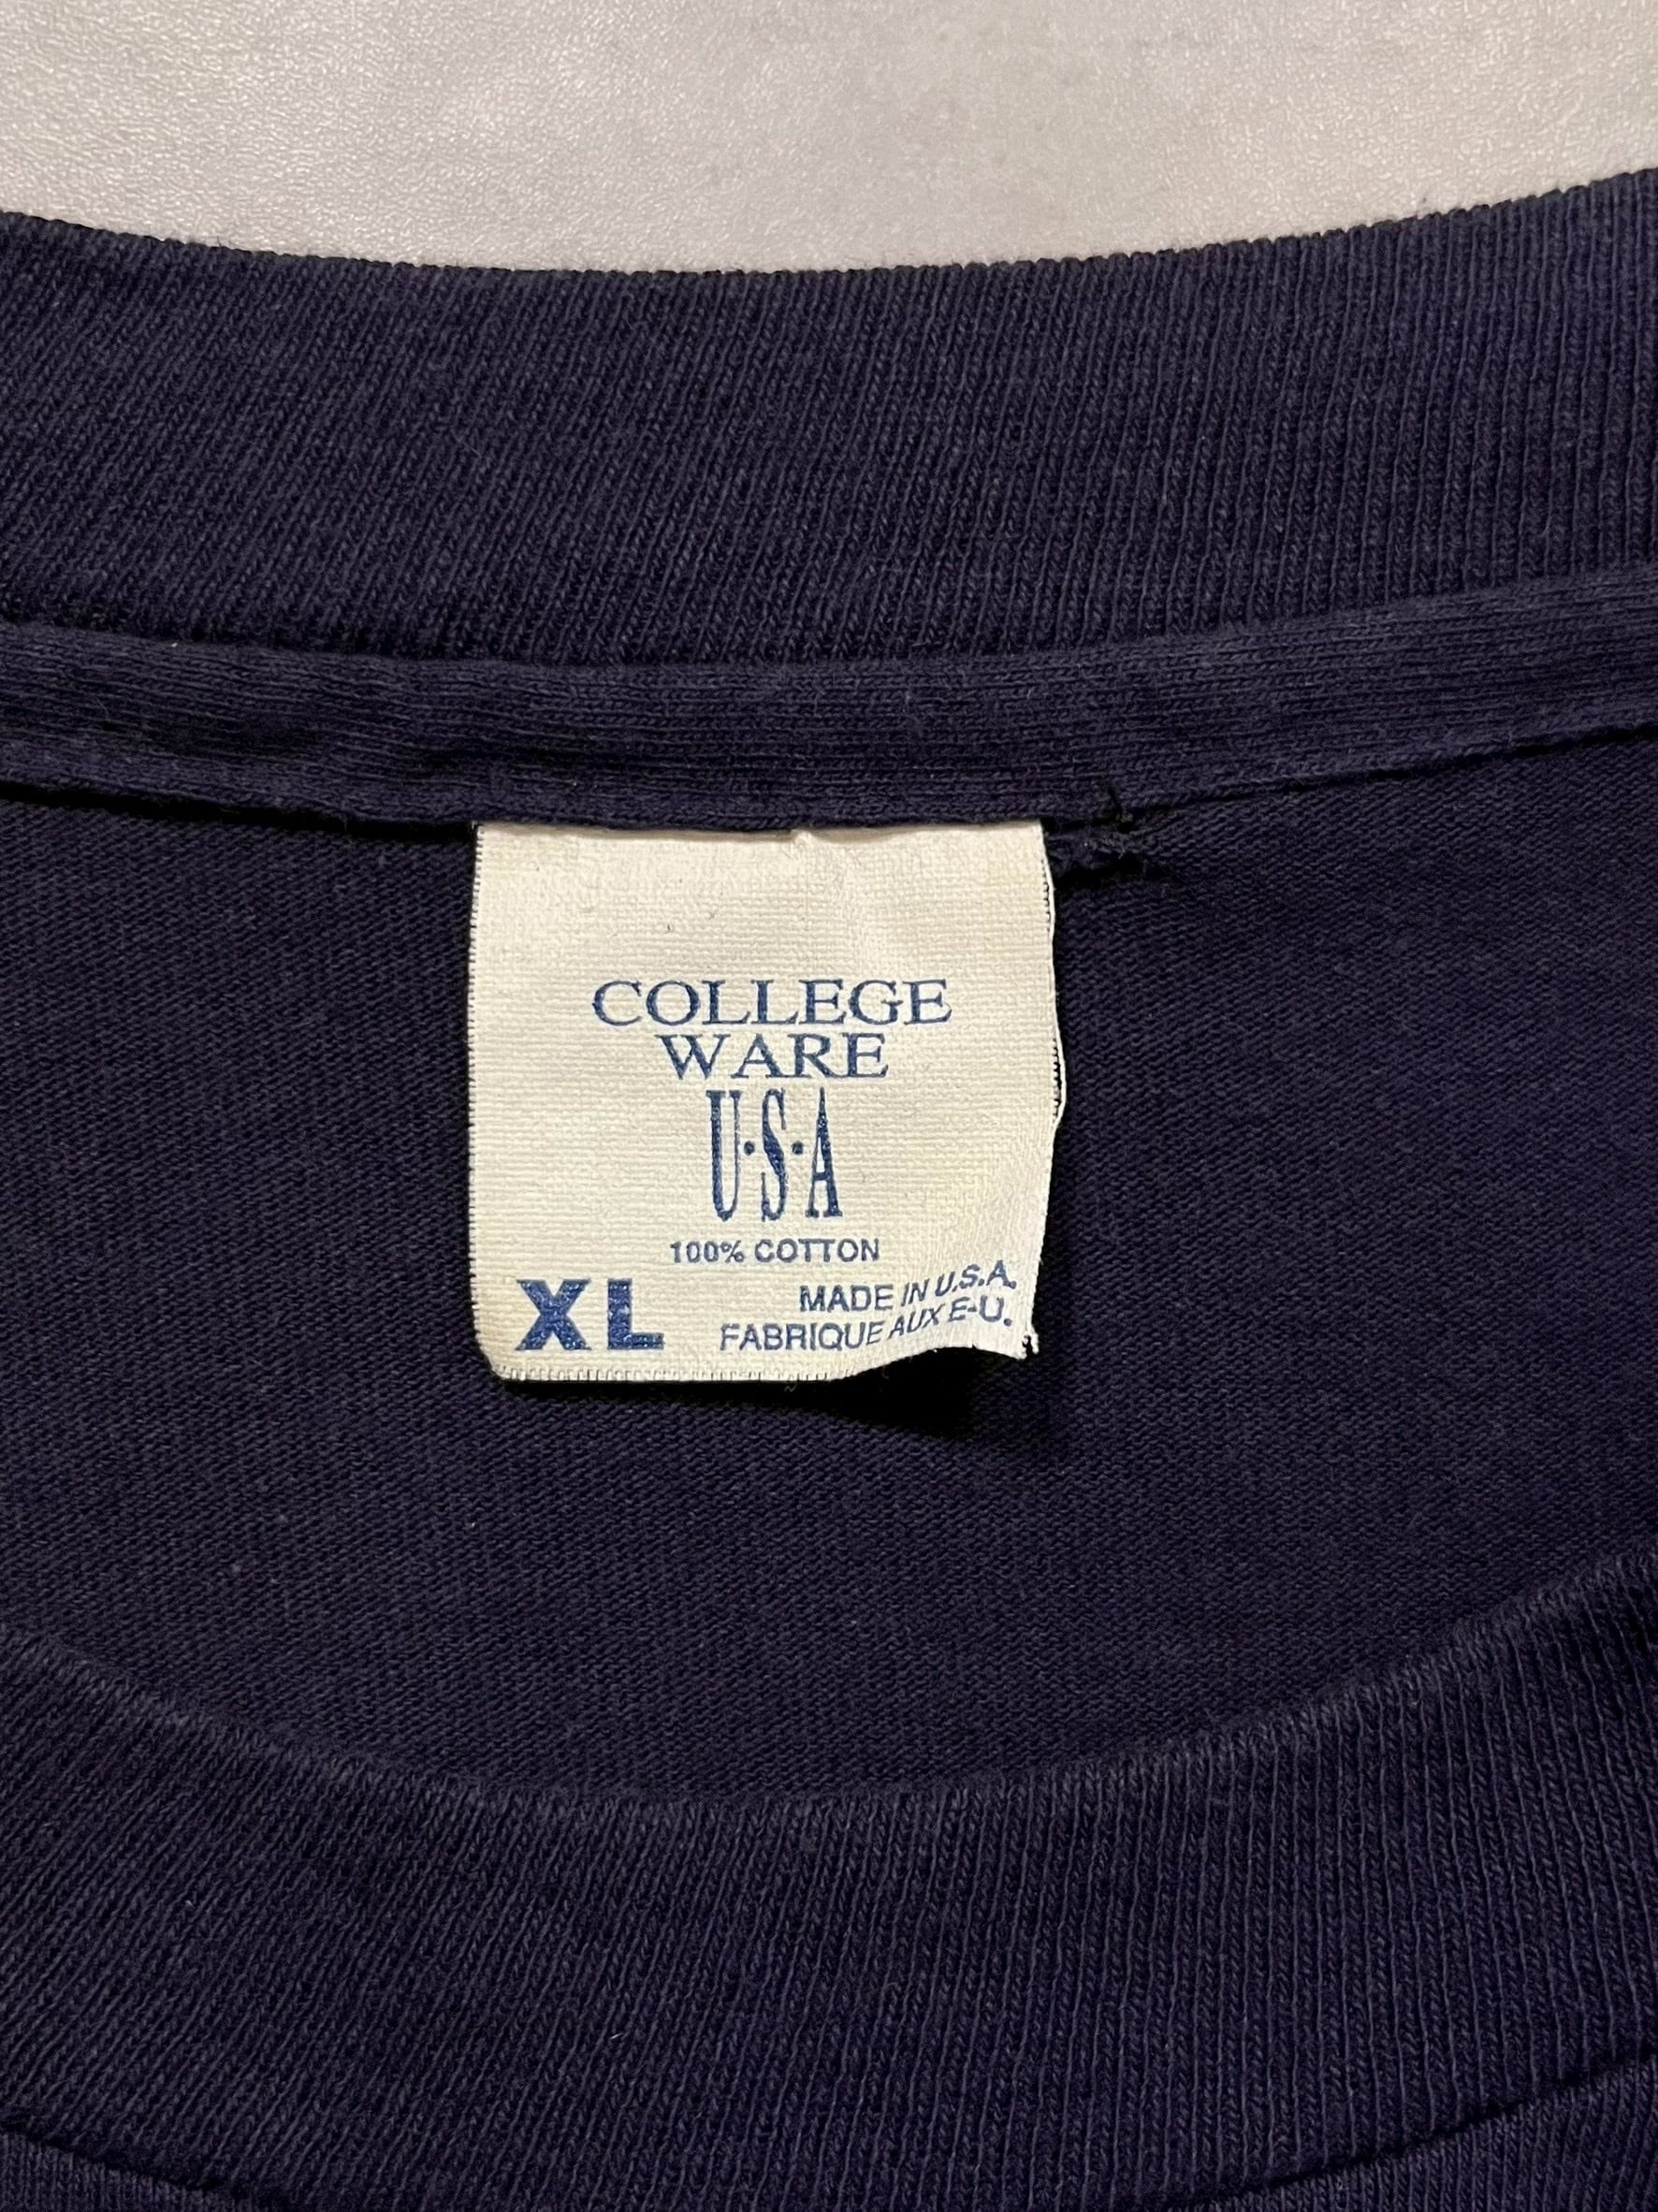 COLLEGE
WARE
U·S·A
100% COTTON
XL
MADE IN U.S.A.
FABRIQUE AUX E-U.